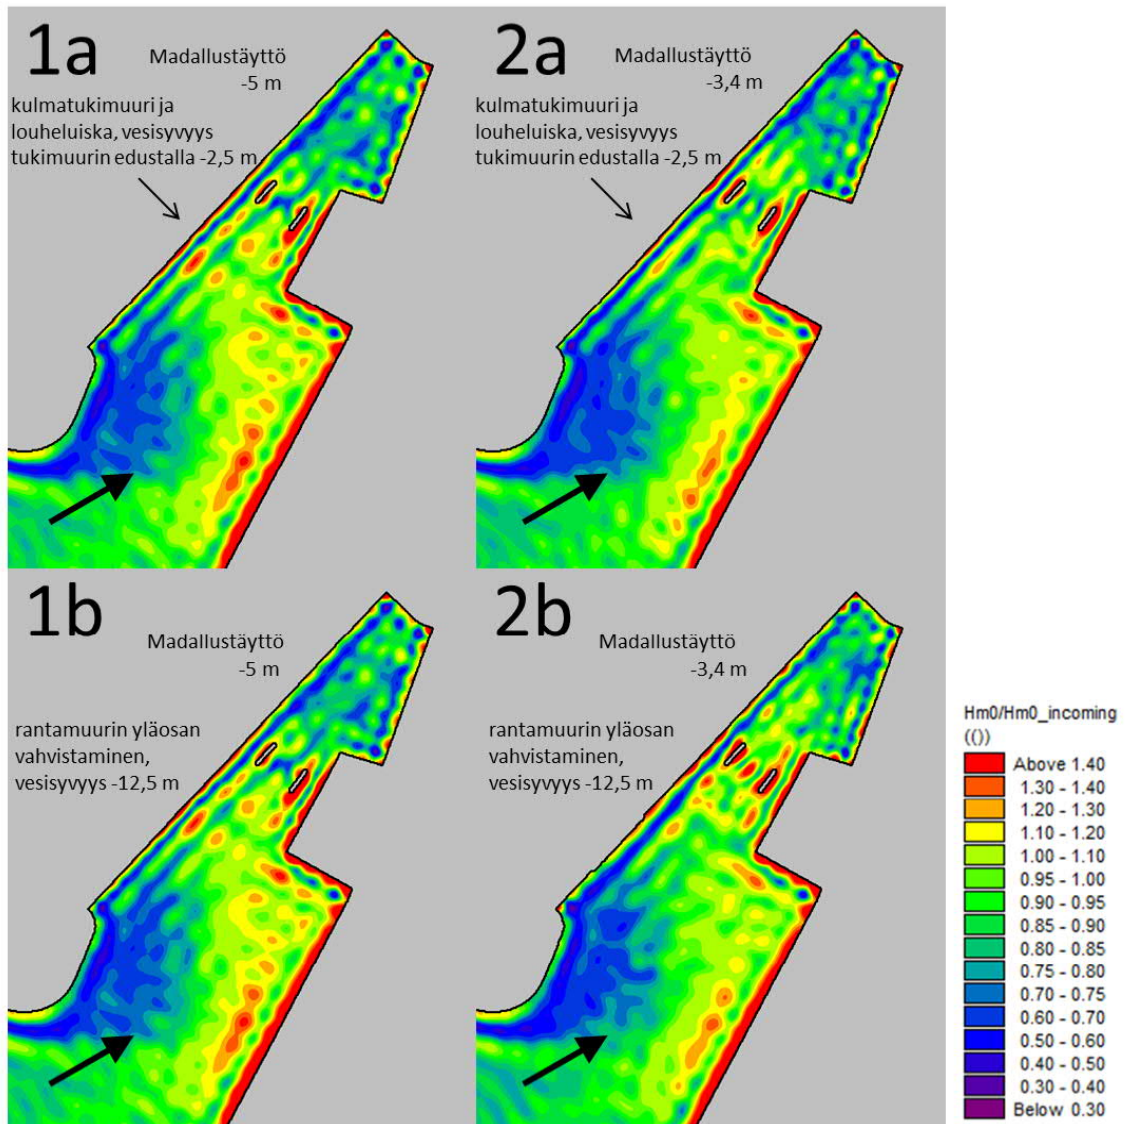 1a
Madallustäyttö
-5 m
kulmatukimuuri ja
louheluiska, vesisyvyys
tukimuurin edustalla -2,5 m
2a
Madallustäyttö
-3,4 m
kulmatukimuuri ja
louheluiska, vesisyvyys
tukimuurin edustalla -2,5 m
1b
Madallustäyttö
-5 m
rantamuurin yläosan
vahvistaminen,
vesisyvyys -12,5 m
2b
Madallustäyttö
-3,4 m
rantamuurin yläosan
vahvistaminen,
vesisyvyys -12,5 m
Hm0/Hm0_incoming
(())
Above 1.40
1.30 - 1.40
1.20 - 1.30
1.10 - 1.20
1.00 - 1.10
0.95 - 1.00
0.90 - 0.95
0.85 - 0.90
0.80 - 0.85
0.75 - 0.80
0.70 - 0.75
0.60 - 0.70
0.50 - 0.60
0.40 - 0.50
0.30 - 0.40
Below 0.30